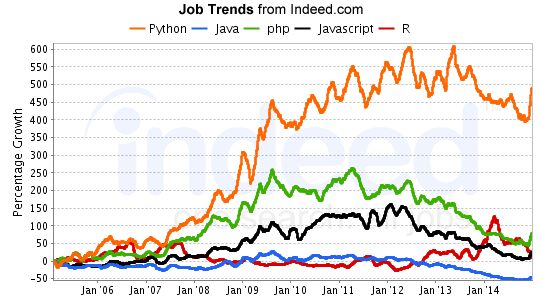 Job Trends from Indeed.com
Python Java php Javascript R
Percentage Growth
600
550
500
450
400
350
300
250
200
150
100
50
0
-50
indeed
Jan'06 Jan'07 Jan'08 Jan'09 Jan'10 Jan'11 Jan'12 Jan'13 Jan'14